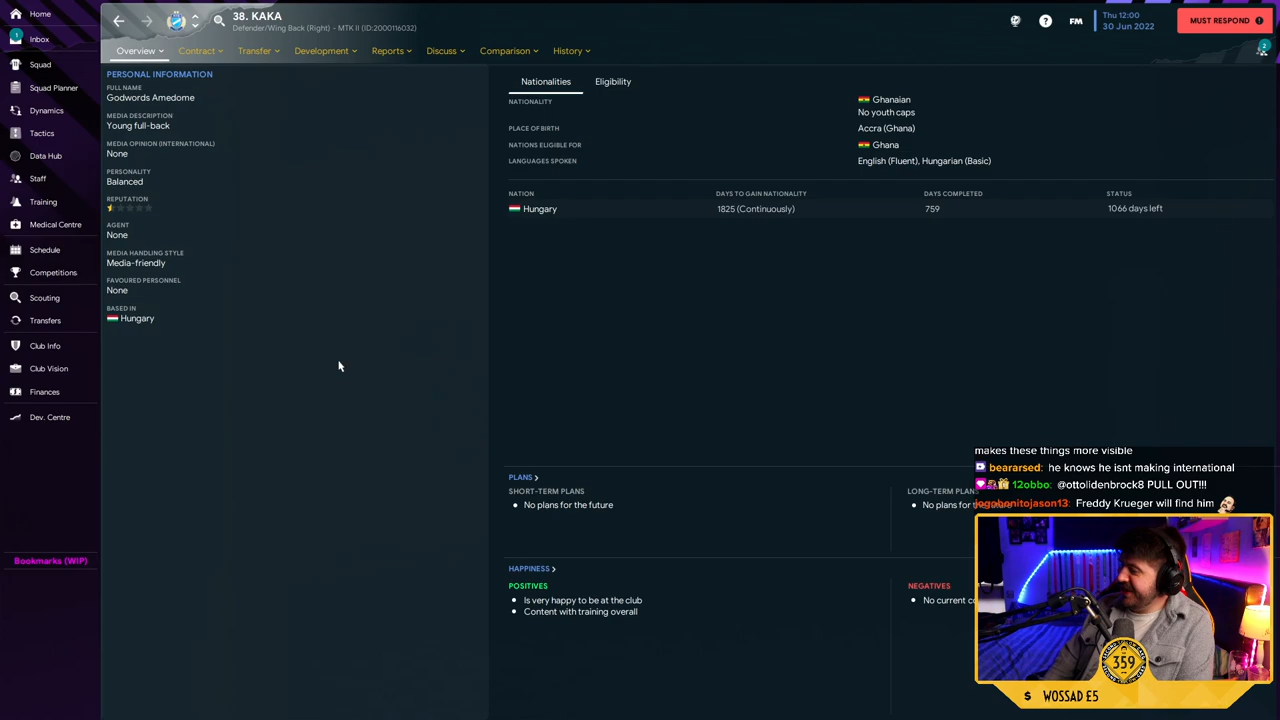 38. KAKA
Defender/Wing Back (Right) - MTK II (ID:2000116032)
FM
Thu 12:00
30 Jun 2022
MUST RESPOND
Overview
Contract
Transfer
Development
Reports
Discuss
Comparison
History
2
Home
1
Inbox
Squad
Squad Planner
Dynamics
Tactics
Data Hub
Staff
Training
Medical Centre
Schedule
Competitions
Scouting
Transfers
Club Info
Club Vision
Finances
Dev. Centre
Bookmarks (WIP)
PERSONAL INFORMATION
FULL NAME
Godwords Amedome
MEDIA DESCRIPTION
Young full-back
MEDIA OPINION (INTERNATIONAL)
None
PERSONALITY
Balanced
REPUTATION
AGENT
None
MEDIA HANDLING STYLE
Media-friendly
FAVOURED PERSONNEL
None
BASED IN
Hungary
Nationalities
Eligibility
NATIONALITY
Ghanaian
No youth caps
PLACE OF BIRTH
Accra (Ghana)
NATIONS ELIGIBLE FOR
Ghana
LANGUAGES SPOKEN
English (Fluent), Hungarian (Basic)
NATION DAYS TO GAIN NATIONALITY DAYS COMPLETED STATUS
Hungary 1825 (Continuously) 759 1066 days left
PLANS
SHORT-TERM PLANS
No plans for the future
LONG-TERM PLANS
No plans for
HAPPINESS
POSITIVES
Is very happy to be at the club
Content with training overall
NEGATIVES
No current
makes these things more visible
beararsed: he knows he isnt making international
12obbo: @ottolidenbrock8 PULL OUT!!!
jogobonitojason13: Freddy Krueger will find him
359
$ WOSSAD £5